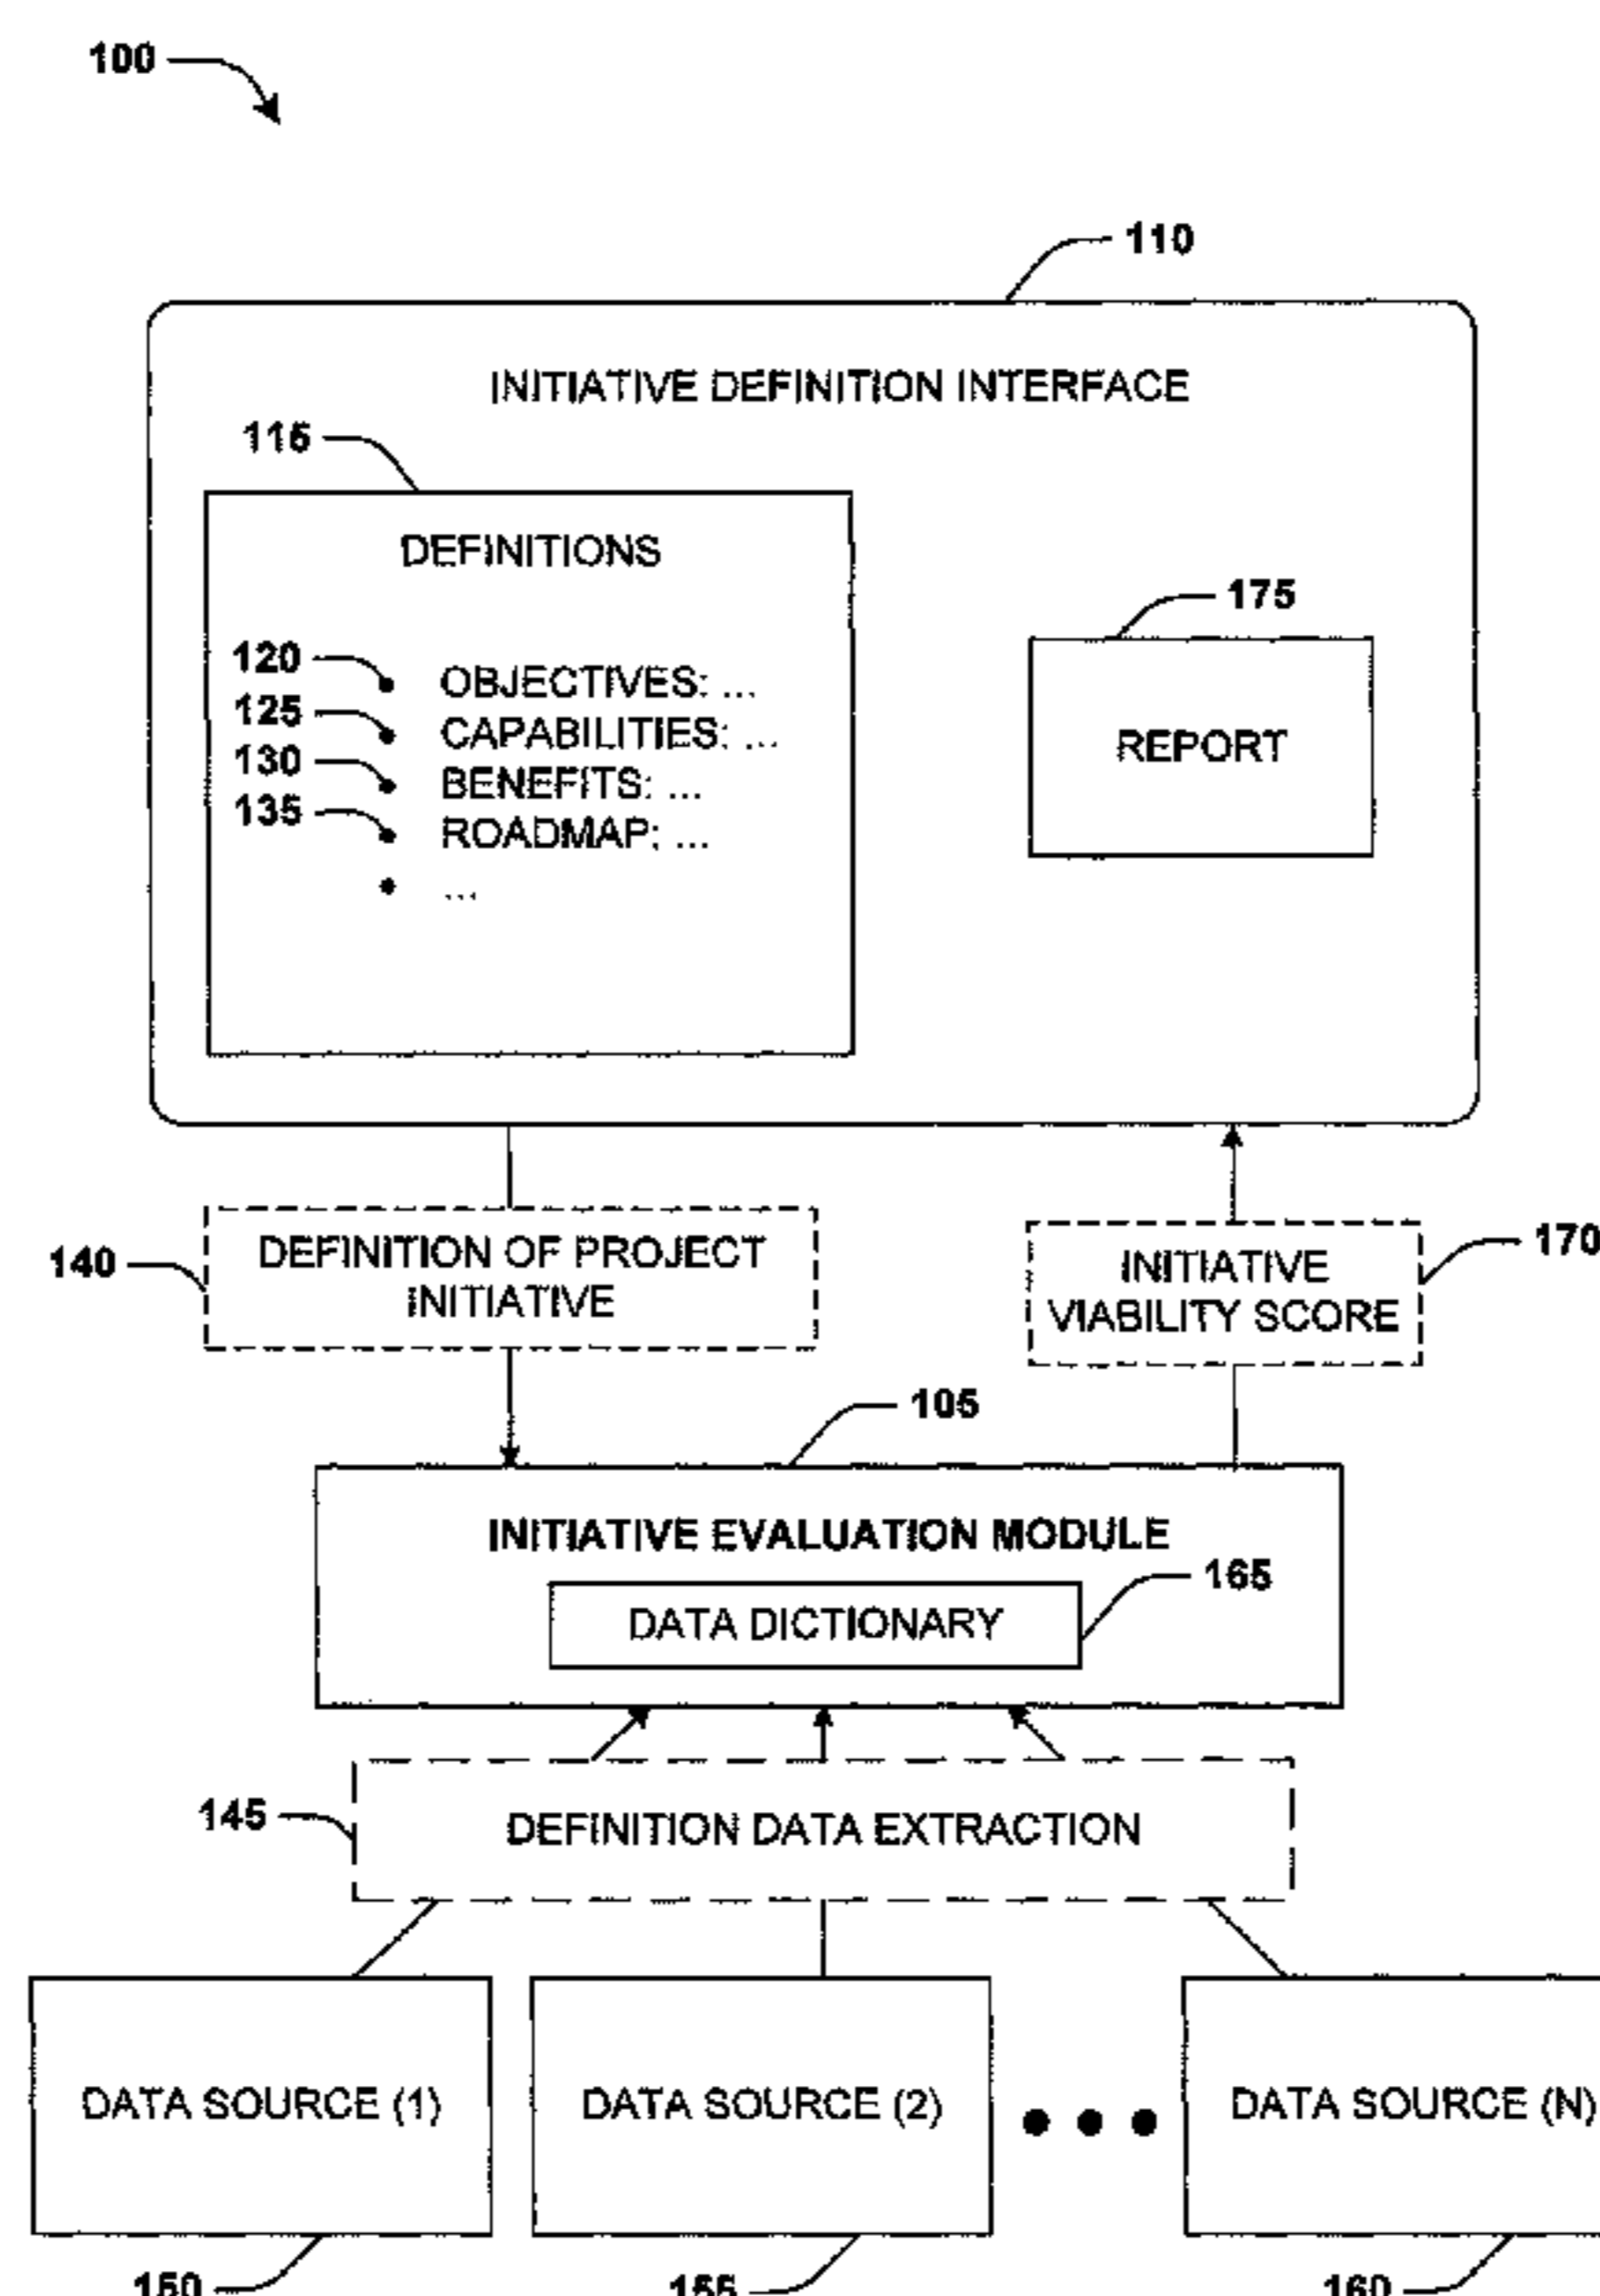 100
110
INITIATIVE DEFINITION INTERFACE
115
DEFINITIONS
175
120
OBJECTIVES: ...
125
CAPABILITIES: ...
130
BENEFITS: ...
135
ROADMAP: ...
...
REPORT
140
DEFINITION OF PROJECT
INITIATIVE
170
INITIATIVE
VIABILITY SCORE
105
INITIATIVE EVALUATION MODULE
165
DATA DICTIONARY
145
DEFINITION DATA EXTRACTION
DATA SOURCE (1)
DATA SOURCE (2)
DATA SOURCE (N)
150
155
160